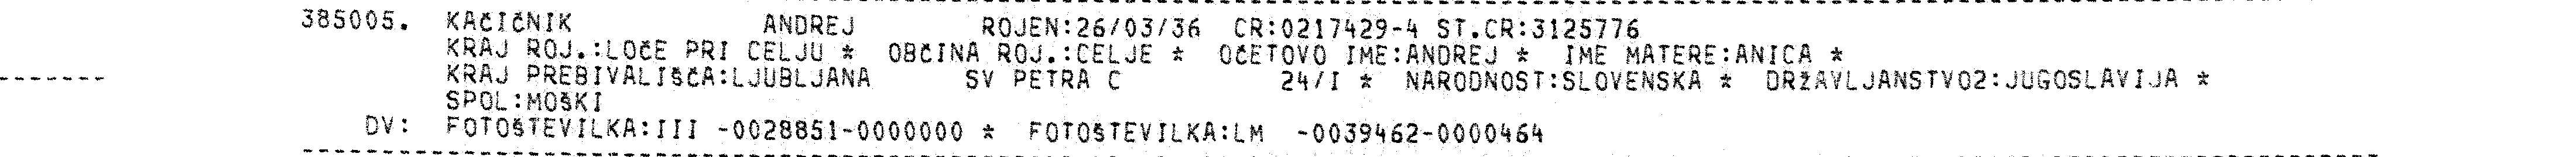 385005. KAČIČNIK ANDREJ ROJEN:26/03/36 CR:0217429-4 ST.CR:3125776
KRAJ ROJ.:LOČE PRI CELJU * OBČINA ROJ.:CELJE * OČETOVO IME:ANDREJ * IME MATERE:ANICA *
KRAJ PREBIVALIŠČA:LJUBLJANA SV PETRA C 24/I * NARODNOST:SLOVENSKA * DRŽAVLJANSTVO2:JUGOSLAVIJA *
SPOL:MOŠKI
DV: FOTOŠTEVILKA:III -0028851-0000000 * FOTOŠTEVILKA:LM -0039462-0000464